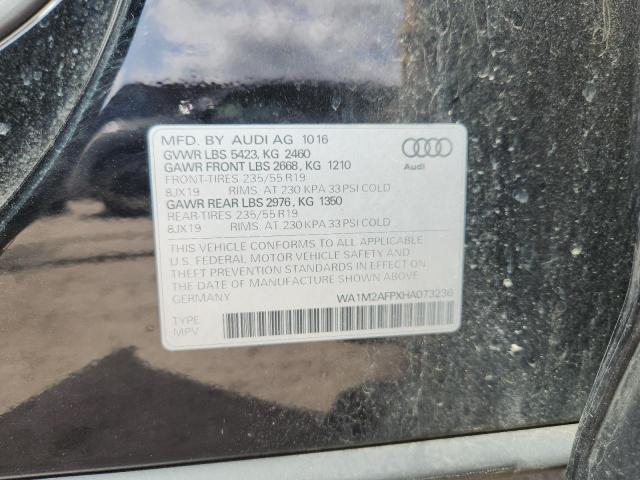 MFD. BY AUDI AG 10 16
GVWR LBS 5423, KG 2460
GAWR FRONT LBS 2668, KG 1210
FRONT-TIRES 235/55 R19
8JX19 RIMS. AT 230 KPA 33 PSI COLD
GAWR REAR LBS 2976, KG 1350
REAR-TIRES 235/55 R19
8JX19 RIMS. AT 230 KPA 33 PSI COLD
Audi
THIS VEHICLE CONFORMS TO ALL APPLICABLE
U.S. FEDERAL MOTOR VEHICLE SAFETY AND
THEFT PREVENTION STANDARDS IN EFFECT ON
THE DATE OF MANUFACTURE SHOWN ABOVE.
GERMANY WA1M2AFPXHA073236
TYPE
MPV